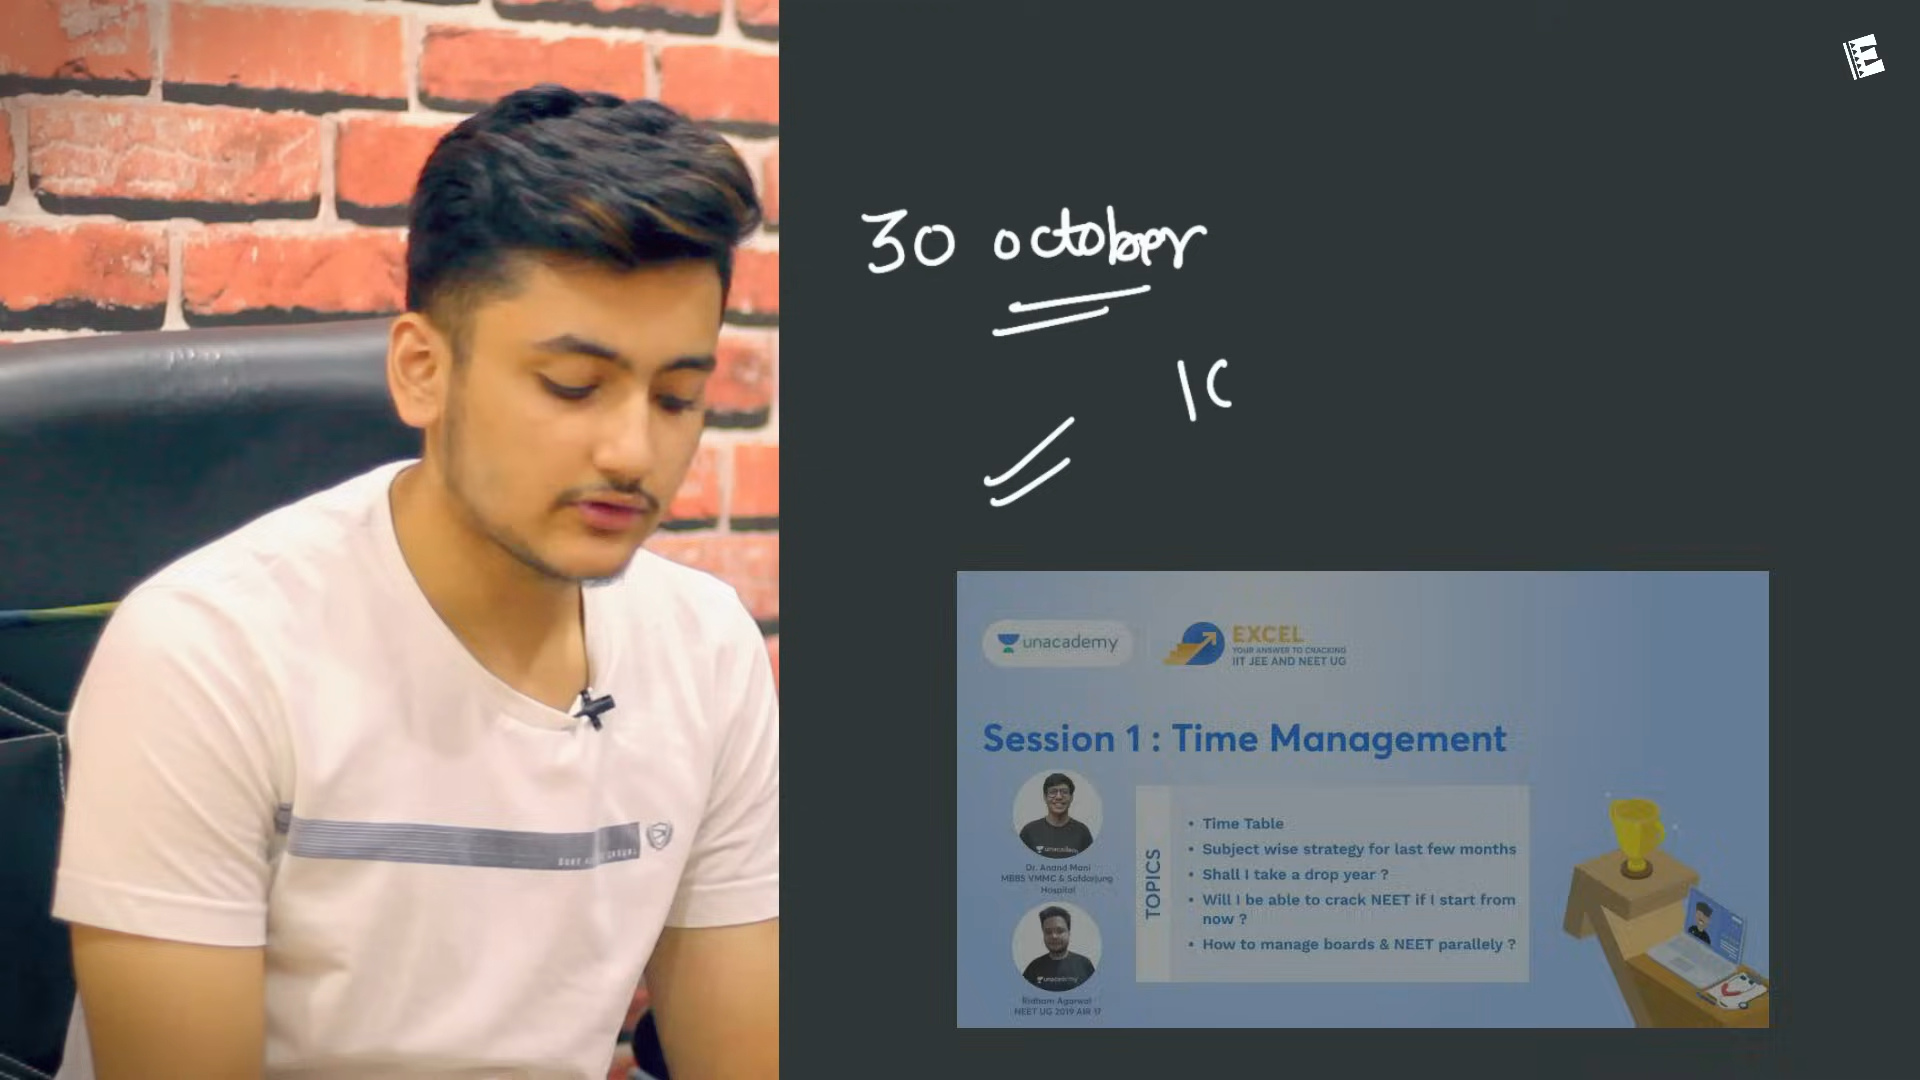 30 october
10
unacademy
EXCEL
YOUR ANSWER TO CRACKING
IIT JEE AND NEET UG
Session 1 : Time Management
TOPICS
• Time Table
• Subject wise strategy for last few months
• Shall I take a drop year ?
• Will I be able to crack NEET if I start from
now ?
• How to manage boards & NEET parallely ?
unacademy
Dr. Anand Mani
MBBS VMMC & Safdarjung
Hospital
unacademy
Ridham Agarwal
NEET UG 2019 AIR 17